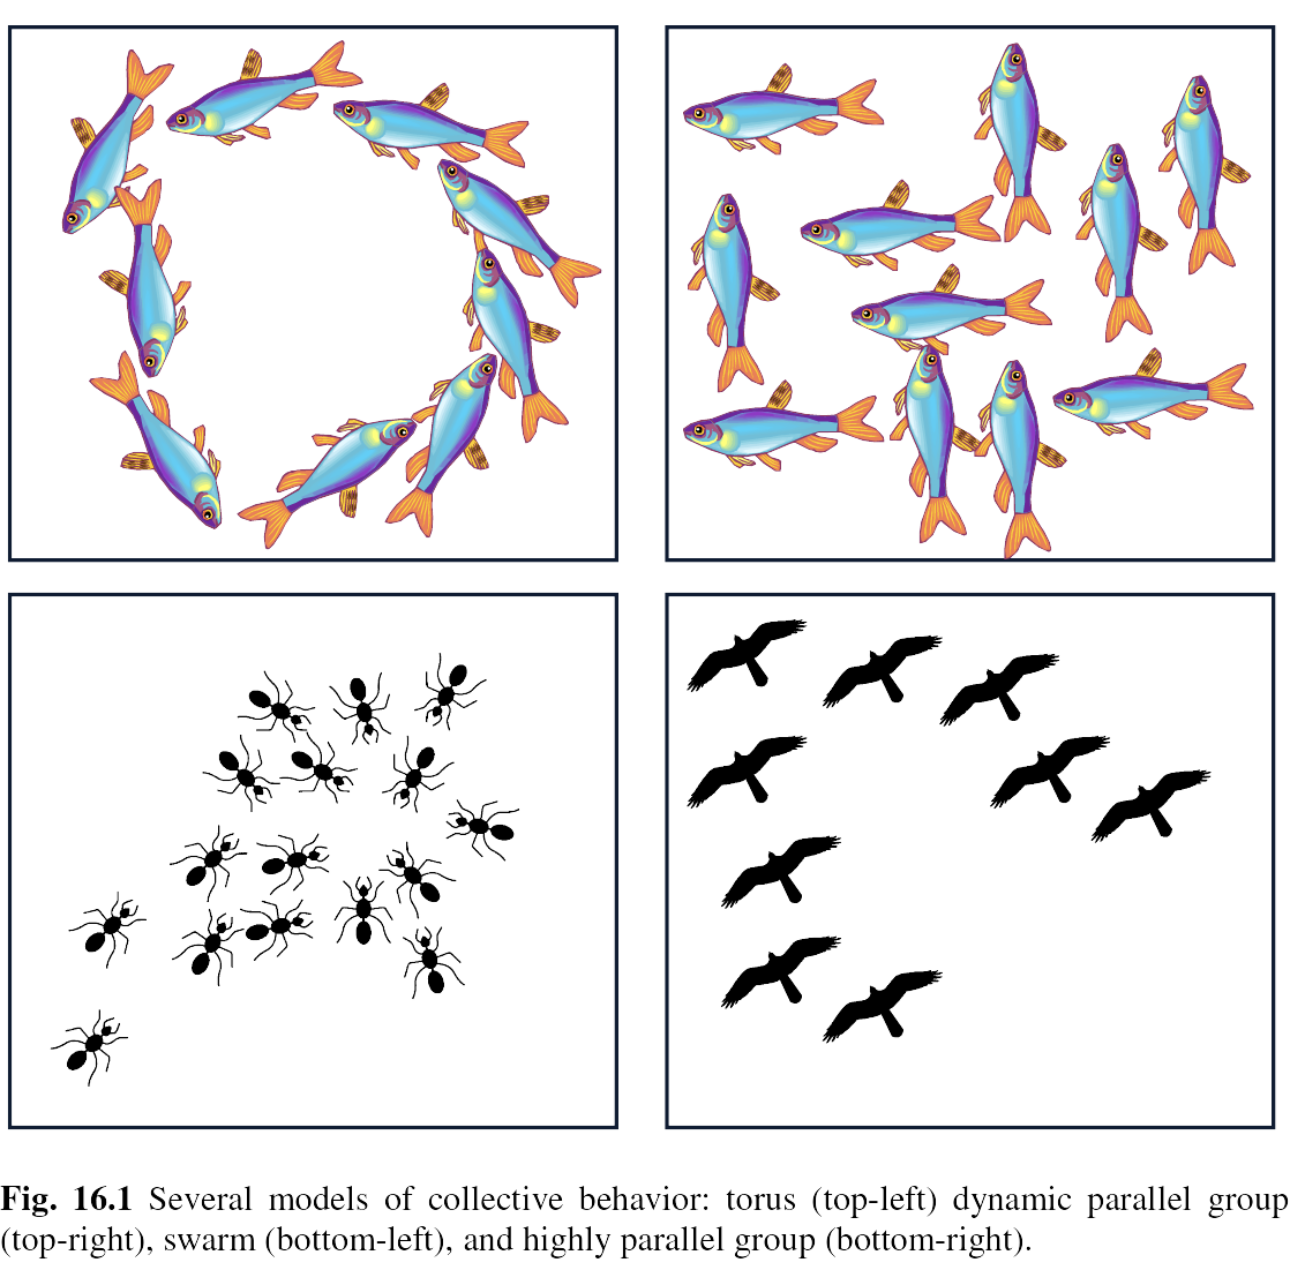 Fig. 16.1 Several models of collective behavior: torus (top-left) dynamic parallel group
(top-right), swarm (bottom-left), and highly parallel group (bottom-right).